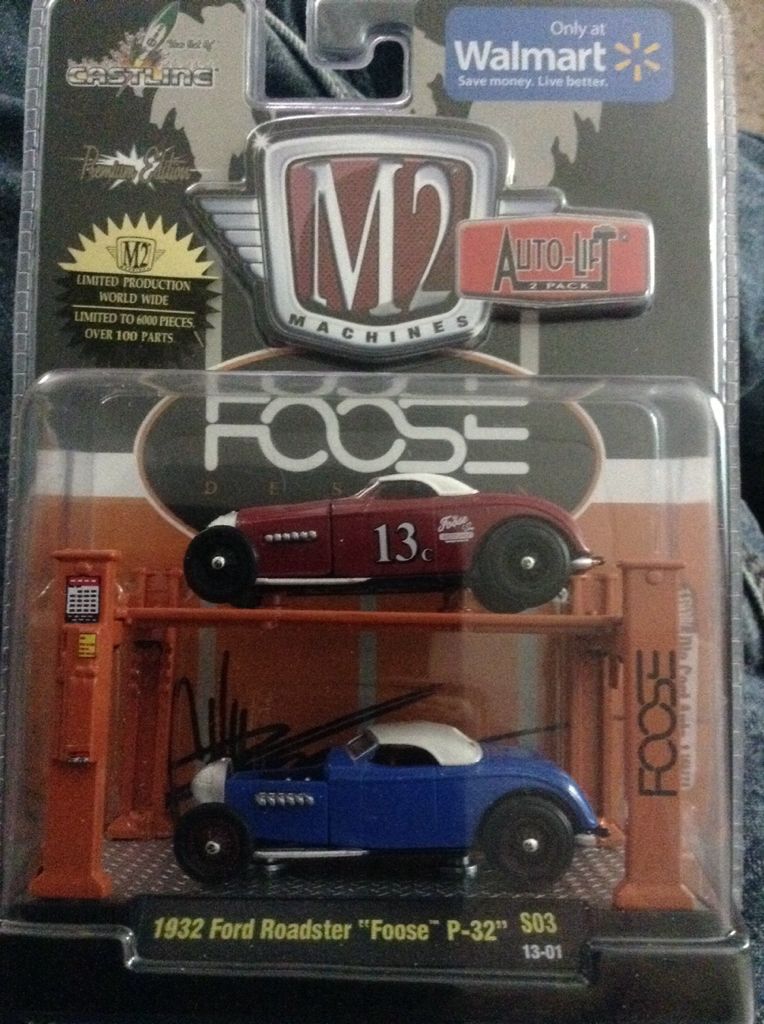 Only at
Walmart
Save money. Live better.
CASTLINE
Premium Edition
M2
MACHINES
AUTO-LIFT
2 PACK
M2
LIMITED PRODUCTION
WORLD WIDE
LIMITED TO 6000 PIECES.
OVER 100 PARTS
FOOSE
DES
13c
Foose
FOOSE
1932 Ford Roadster "Foose™ P-32" S03
13-01